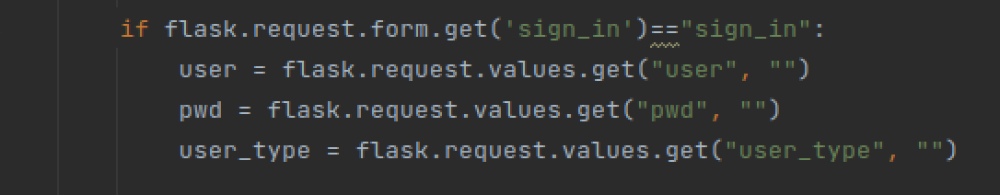 if flask.request.form.get('sign_in')=="sign_in":
user = flask.request.values.get("user", "")
pwd = flask.request.values.get("pwd", "")
user_type = flask.request.values.get("user_type", "")